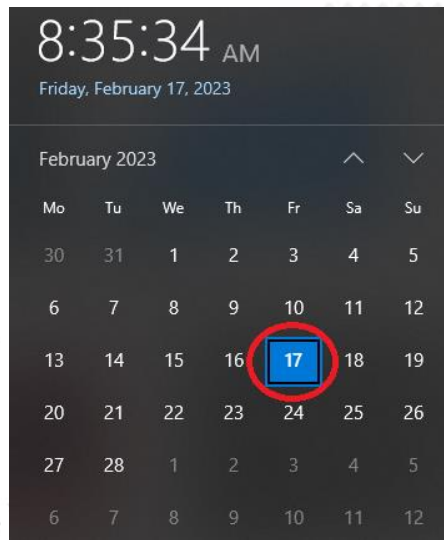 8:35:34 AM
Friday, February 17, 2023
February 2023
Mo Tu We Th Fr Sa Su
30 31 1 2 3 4 5
6 7 8 9 10 11 12
13 14 15 16 17 18 19
20 21 22 23 24 25 26
27 28 1 2 3 4 5
6 7 8 9 10 11 12